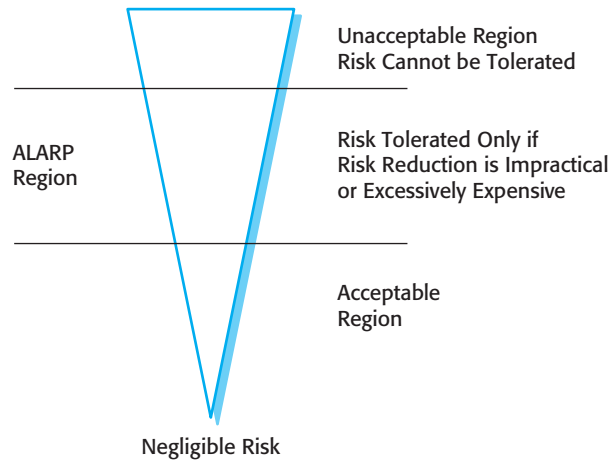 Unacceptable Region
Risk Cannot be Tolerated
ALARP
Region
Risk Tolerated Only if
Risk Reduction is Impractical
or Excessively Expensive
Acceptable
Region
Negligible Risk